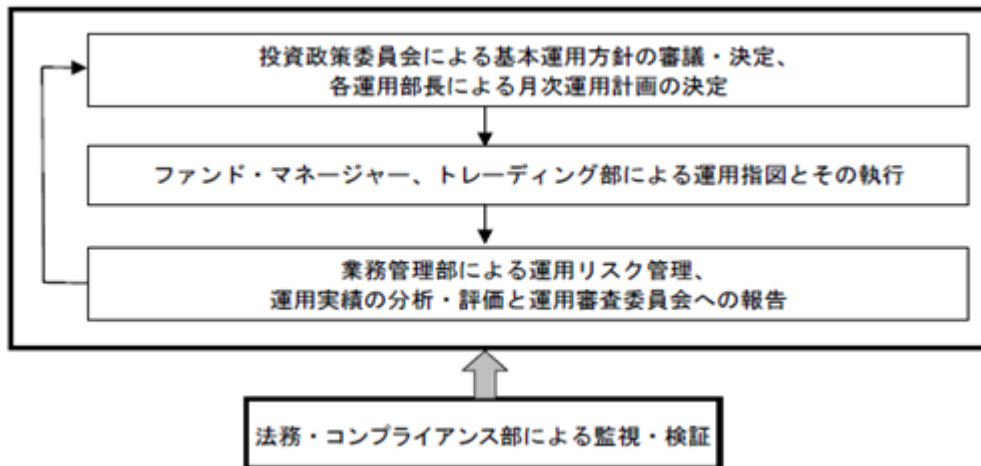 投資政策委員会による基本運用方針の審議・決定、
各運用部長による月次運用計画の決定
ファンド・マネージャー、トレーディング部による運用指図とその執行
業務管理部による運用リスク管理、
運用実績の分析・評価と運用審査委員会への報告
法務・コンプライアンス部による監視・検証